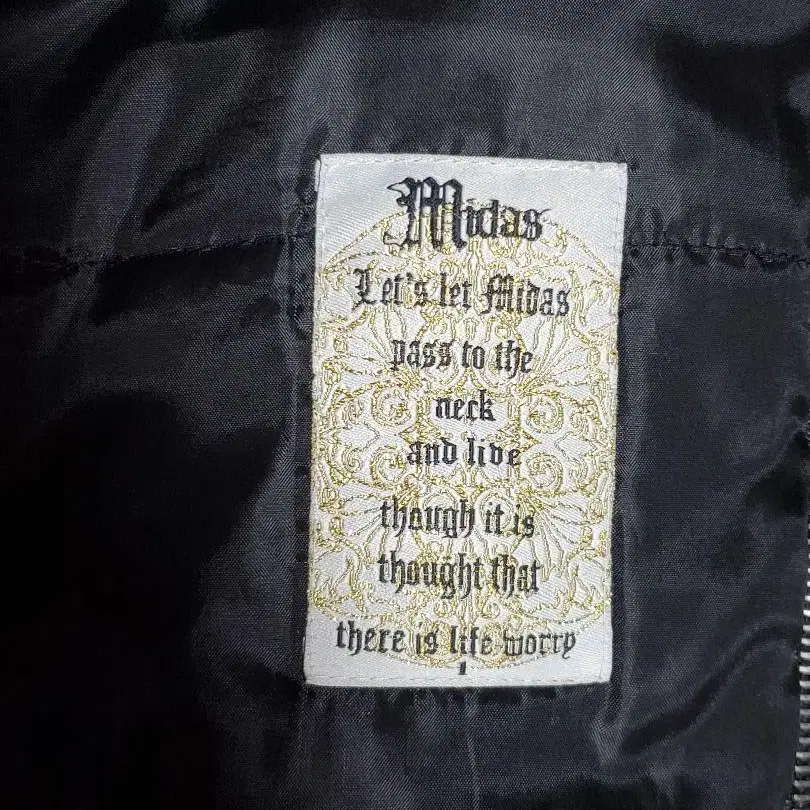 Midas
Let's let Midas
pass to the
neck
and live
though it is
thought that
there is life worry
1